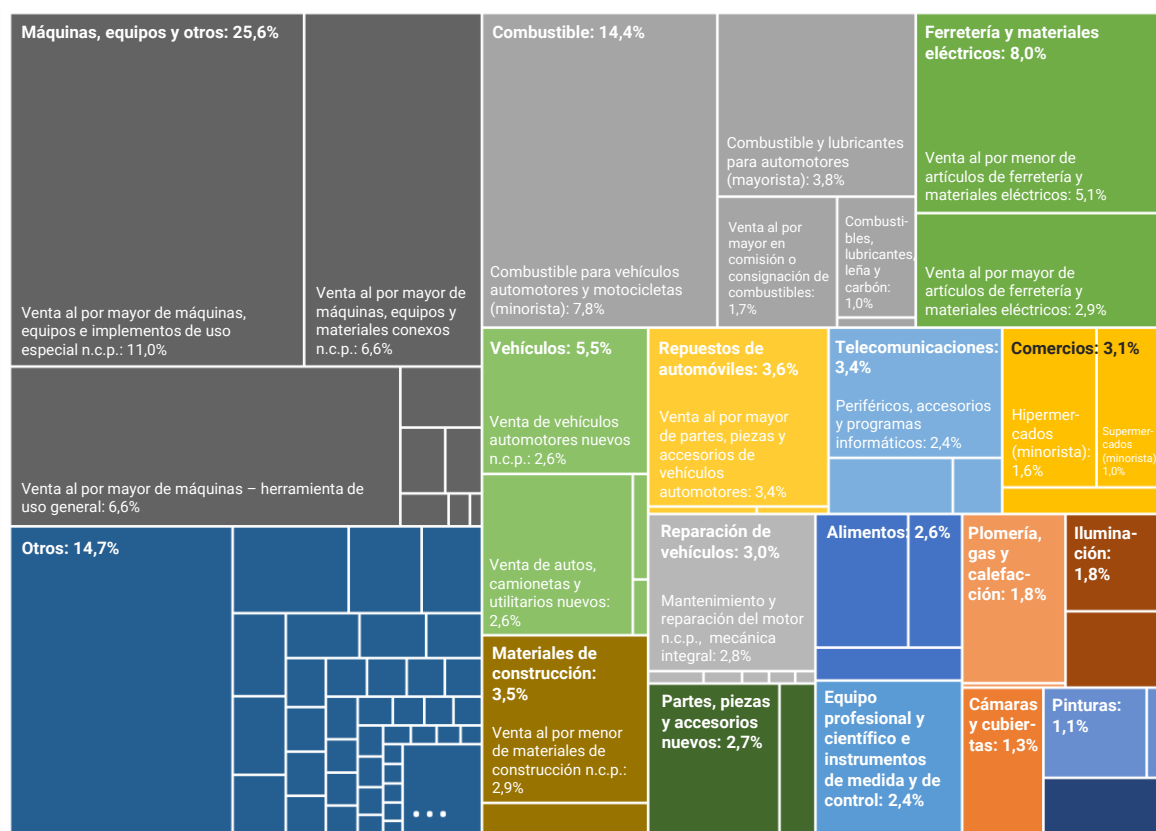 Máquinas, equipos y otros: 25,6%
Venta al por mayor de máquinas,
equipos e implementos de uso
especial n.c.p.: 11,0%
Venta al por mayor de
máquinas, equipos y
materiales conexos
n.c.p.: 6,6%
Venta al por mayor de máquinas – herramienta de
uso general: 6,6%
Combustible: 14,4%
Combustible para vehículos
automotores y motocicletas
(minorista): 7,8%
Combustible y lubricantes
para automotores
(mayorista): 3,8%
Venta al por
mayor en
comisión o
consignación de
combustibles:
1,7%
Combusti-
bles,
lubricantes,
leña y
carbón:
1,0%
Ferretería y materiales
eléctricos: 8,0%
Venta al por menor de
artículos de ferretería y
materiales eléctricos: 5,1%
Venta al por mayor de
artículos de ferretería y
materiales eléctricos: 2,9%
Vehículos: 5,5%
Venta de vehículos
automotores nuevos
n.c.p.: 2,6%
Venta de autos,
camionetas y
utilitarios nuevos:
2,6%
Repuestos de
automóviles: 3,6%
Venta al por mayor
de partes, piezas y
accesorios de
vehículos
automotores: 3,4%
Telecomunicaciones:
3,4%
Periféricos, accesorios
y programas
informáticos: 2,4%
Comercios: 3,1%
Hipermer-
cados
(minorista):
1,6%
Supermer-
cados
(minorista):
1,0%
Otros: 14,7%
...
Materiales de
construcción:
3,5%
Venta al por menor
de materiales de
construcción n.c.p.:
2,9%
Reparación de
vehículos: 3,0%
Mantenimiento y
reparación del motor
n.c.p., mecánica
integral: 2,8%
Partes, piezas
y accesorios
nuevos: 2,7%
Alimentos: 2,6%
Equipo
profesional y
científico e
instrumentos
de medida y de
control: 2,4%
Plomería,
gas y
calefac-
ción: 1,8%
Ilumina-
ción:
1,8%
Cámaras
y cubier-
tas: 1,3%
Pinturas:
1,1%